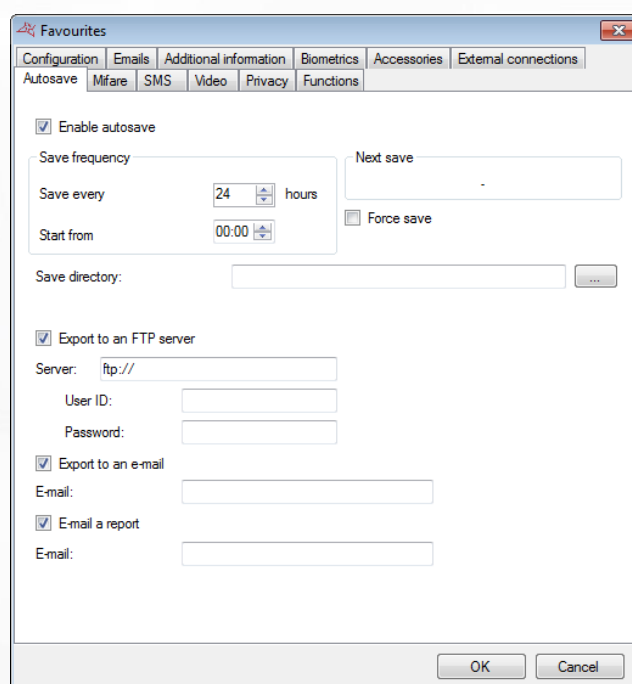 Favourites
Configuration Emails Additional information Biometrics Accessories External connections
Autosave Mifare SMS Video Privacy Functions
Enable autosave
Save frequency Next save
Save every 24 hours -
Force save
Start from 00:00
Save directory: ...
Export to an FTP server
Server: ftp://
User ID:
Password:
Export to an e-mail
E-mail:
E-mail a report
E-mail:
OK Cancel